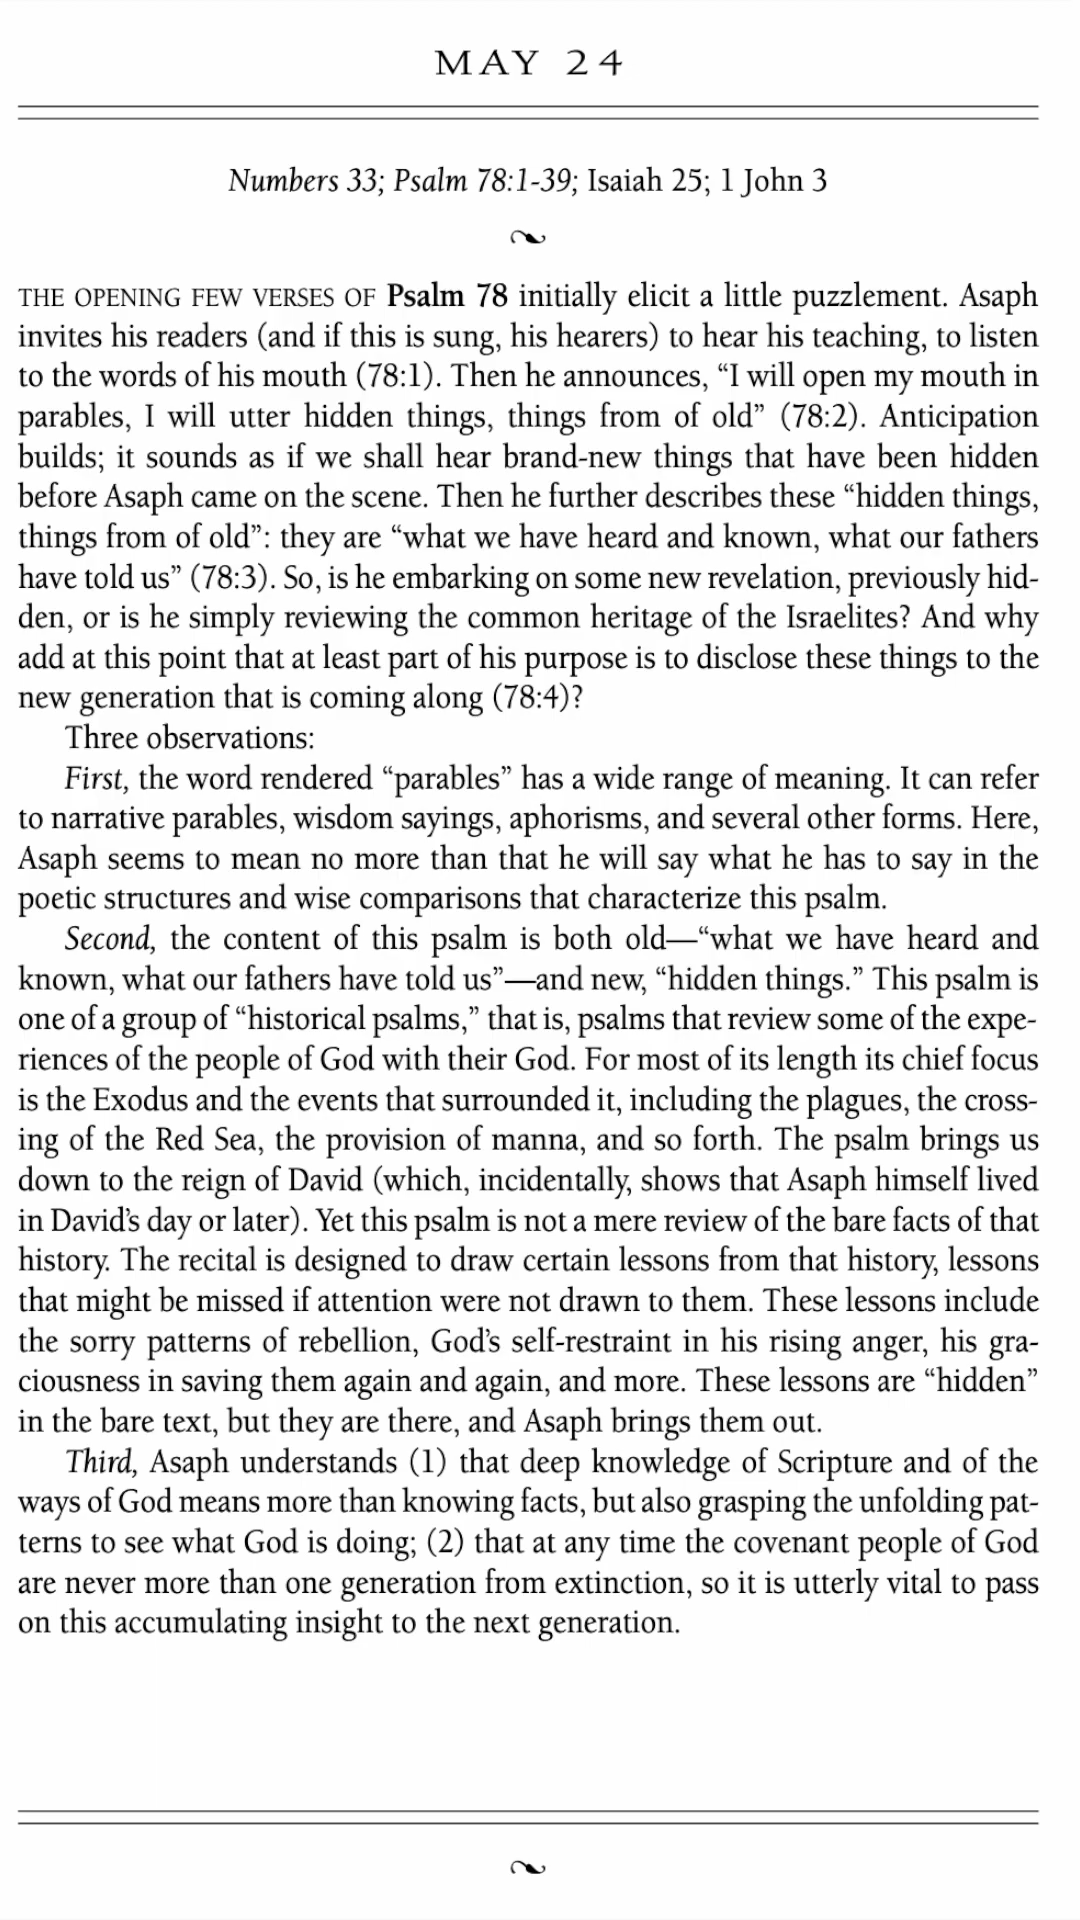 MAY 24
Numbers 33; Psalm 78:1-39; Isaiah 25; 1 John 3
THE OPENING FEW VERSES OF Psalm 78 initially elicit a little puzzlement. Asaph
invites his readers (and if this is sung, his hearers) to hear his teaching, to listen
to the words of his mouth (78:1). Then he announces, “I will open my mouth in
parables, I will utter hidden things, things from of old” (78:2). Anticipation
builds; it sounds as if we shall hear brand-new things that have been hidden
before Asaph came on the scene. Then he further describes these “hidden things,
things from of old”: they are “what we have heard and known, what our fathers
have told us” (78:3). So, is he embarking on some new revelation, previously hid-
den, or is he simply reviewing the common heritage of the Israelites? And why
add at this point that at least part of his purpose is to disclose these things to the
new generation that is coming along (78:4)?
Three observations:
First, the word rendered “parables” has a wide range of meaning. It can refer
to narrative parables, wisdom sayings, aphorisms, and several other forms. Here,
Asaph seems to mean no more than that he will say what he has to say in the
poetic structures and wise comparisons that characterize this psalm.
Second, the content of this psalm is both old—“what we have heard and
known, what our fathers have told us”—and new, “hidden things.” This psalm is
one of a group of “historical psalms,” that is, psalms that review some of the expe-
riences of the people of God with their God. For most of its length its chief focus
is the Exodus and the events that surrounded it, including the plagues, the cross-
ing of the Red Sea, the provision of manna, and so forth. The psalm brings us
down to the reign of David (which, incidentally, shows that Asaph himself lived
in David’s day or later). Yet this psalm is not a mere review of the bare facts of that
history. The recital is designed to draw certain lessons from that history, lessons
that might be missed if attention were not drawn to them. These lessons include
the sorry patterns of rebellion, God’s self-restraint in his rising anger, his gra-
ciousness in saving them again and again, and more. These lessons are “hidden”
in the bare text, but they are there, and Asaph brings them out.
Third, Asaph understands (1) that deep knowledge of Scripture and of the
ways of God means more than knowing facts, but also grasping the unfolding pat-
terns to see what God is doing; (2) that at any time the covenant people of God
are never more than one generation from extinction, so it is utterly vital to pass
on this accumulating insight to the next generation.